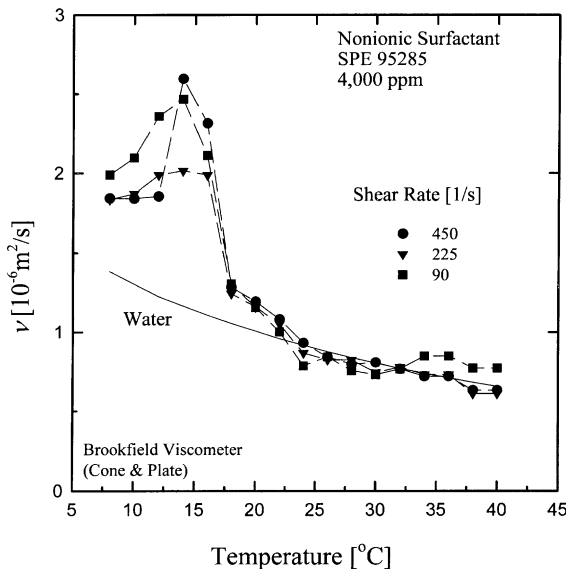 3
Nonionic Surfactant
SPE 95285
4,000 ppm
2
Shear Rate [1/s]
450
225
90
ν [10⁻⁶m²/s]
1
Water
Brookfield Viscometer
(Cone & Plate)
0
5 10 15 20 25 30 35 40 45
Temperature [°C]